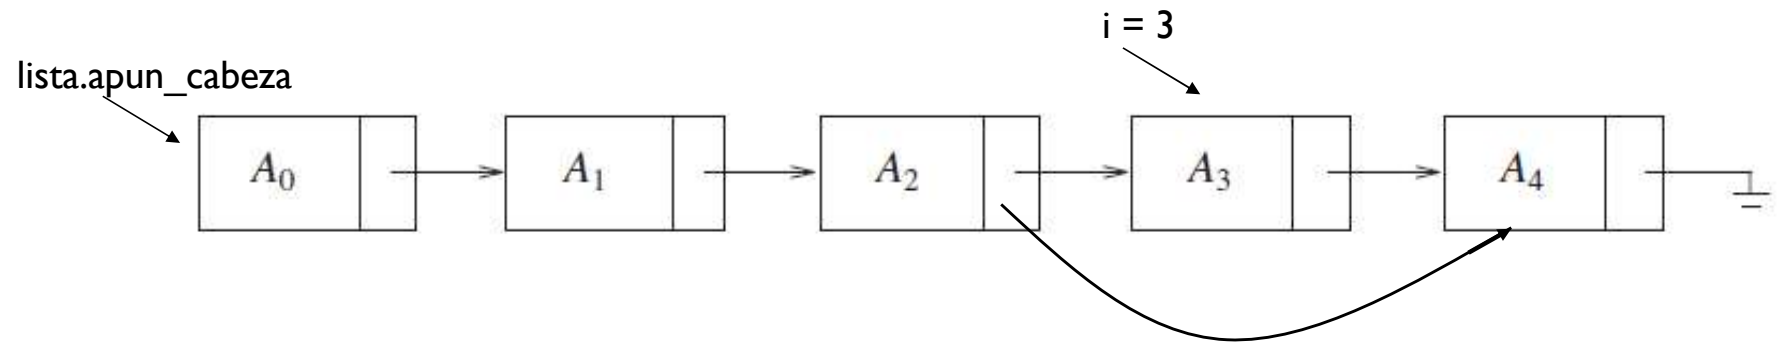 i = 3
lista.apun_cabeza
A₀ A₁ A₂ A₃ A₄